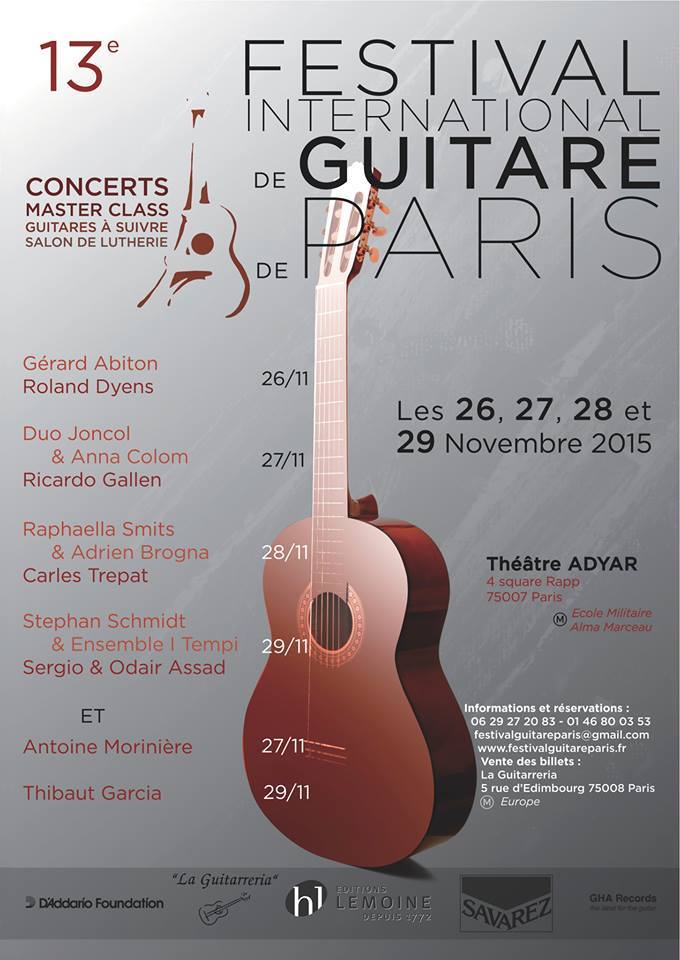 13e
FESTIVAL
INTERNATIONAL
DE GUITARE
DE PARIS
CONCERTS
MASTER CLASS
GUITARES À SUIVRE
SALON DE LUTHERIE
Gérard Abiton
Roland Dyens
26/11
Duo Joncol
& Anna Colom
Ricardo Gallen
27/11
Raphaella Smits
& Adrien Brogna
Carles Trepat
28/11
Stephan Schmidt
& Ensemble I Tempi
Sergio & Odair Assad
29/11
ET
Antoine Morinière
27/11
Thibaut Garcia
29/11
Les 26, 27, 28 et
29 Novembre 2015
Théâtre ADYAR
4 square Rapp
75007 Paris
M Ecole Militaire
Alma Marceau
Informations et réservations :
06 29 27 20 83 - 01 46 80 03 53
festivalguitareparis@gmail.com
www.festivalguitareparis.fr
Vente des billets :
La Guitarreria
5 rue d'Edimbourg 75008 Paris
M Europe
D'Addario Foundation
"La Guitarreria"
hl
EDITIONS
LEMOINE
DEPUIS 1772
SAVAREZ
GHA Records
the label for the guitar